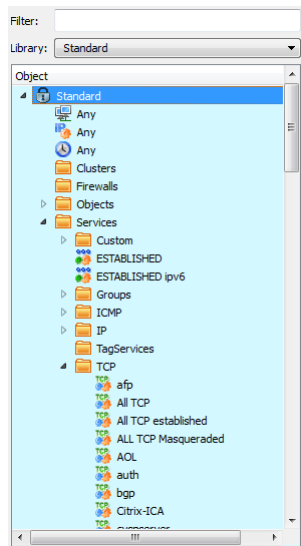 Filter:
Library: Standard
Object
Standard
Any
Any
Any
Clusters
Firewalls
Objects
Services
Custom
ESTABLISHED
ESTABLISHED ipv6
Groups
ICMP
IP
TagServices
TCP
afp
All TCP
All TCP established
ALL TCP Masqueraded
AOL
auth
bgp
Citrix-ICA